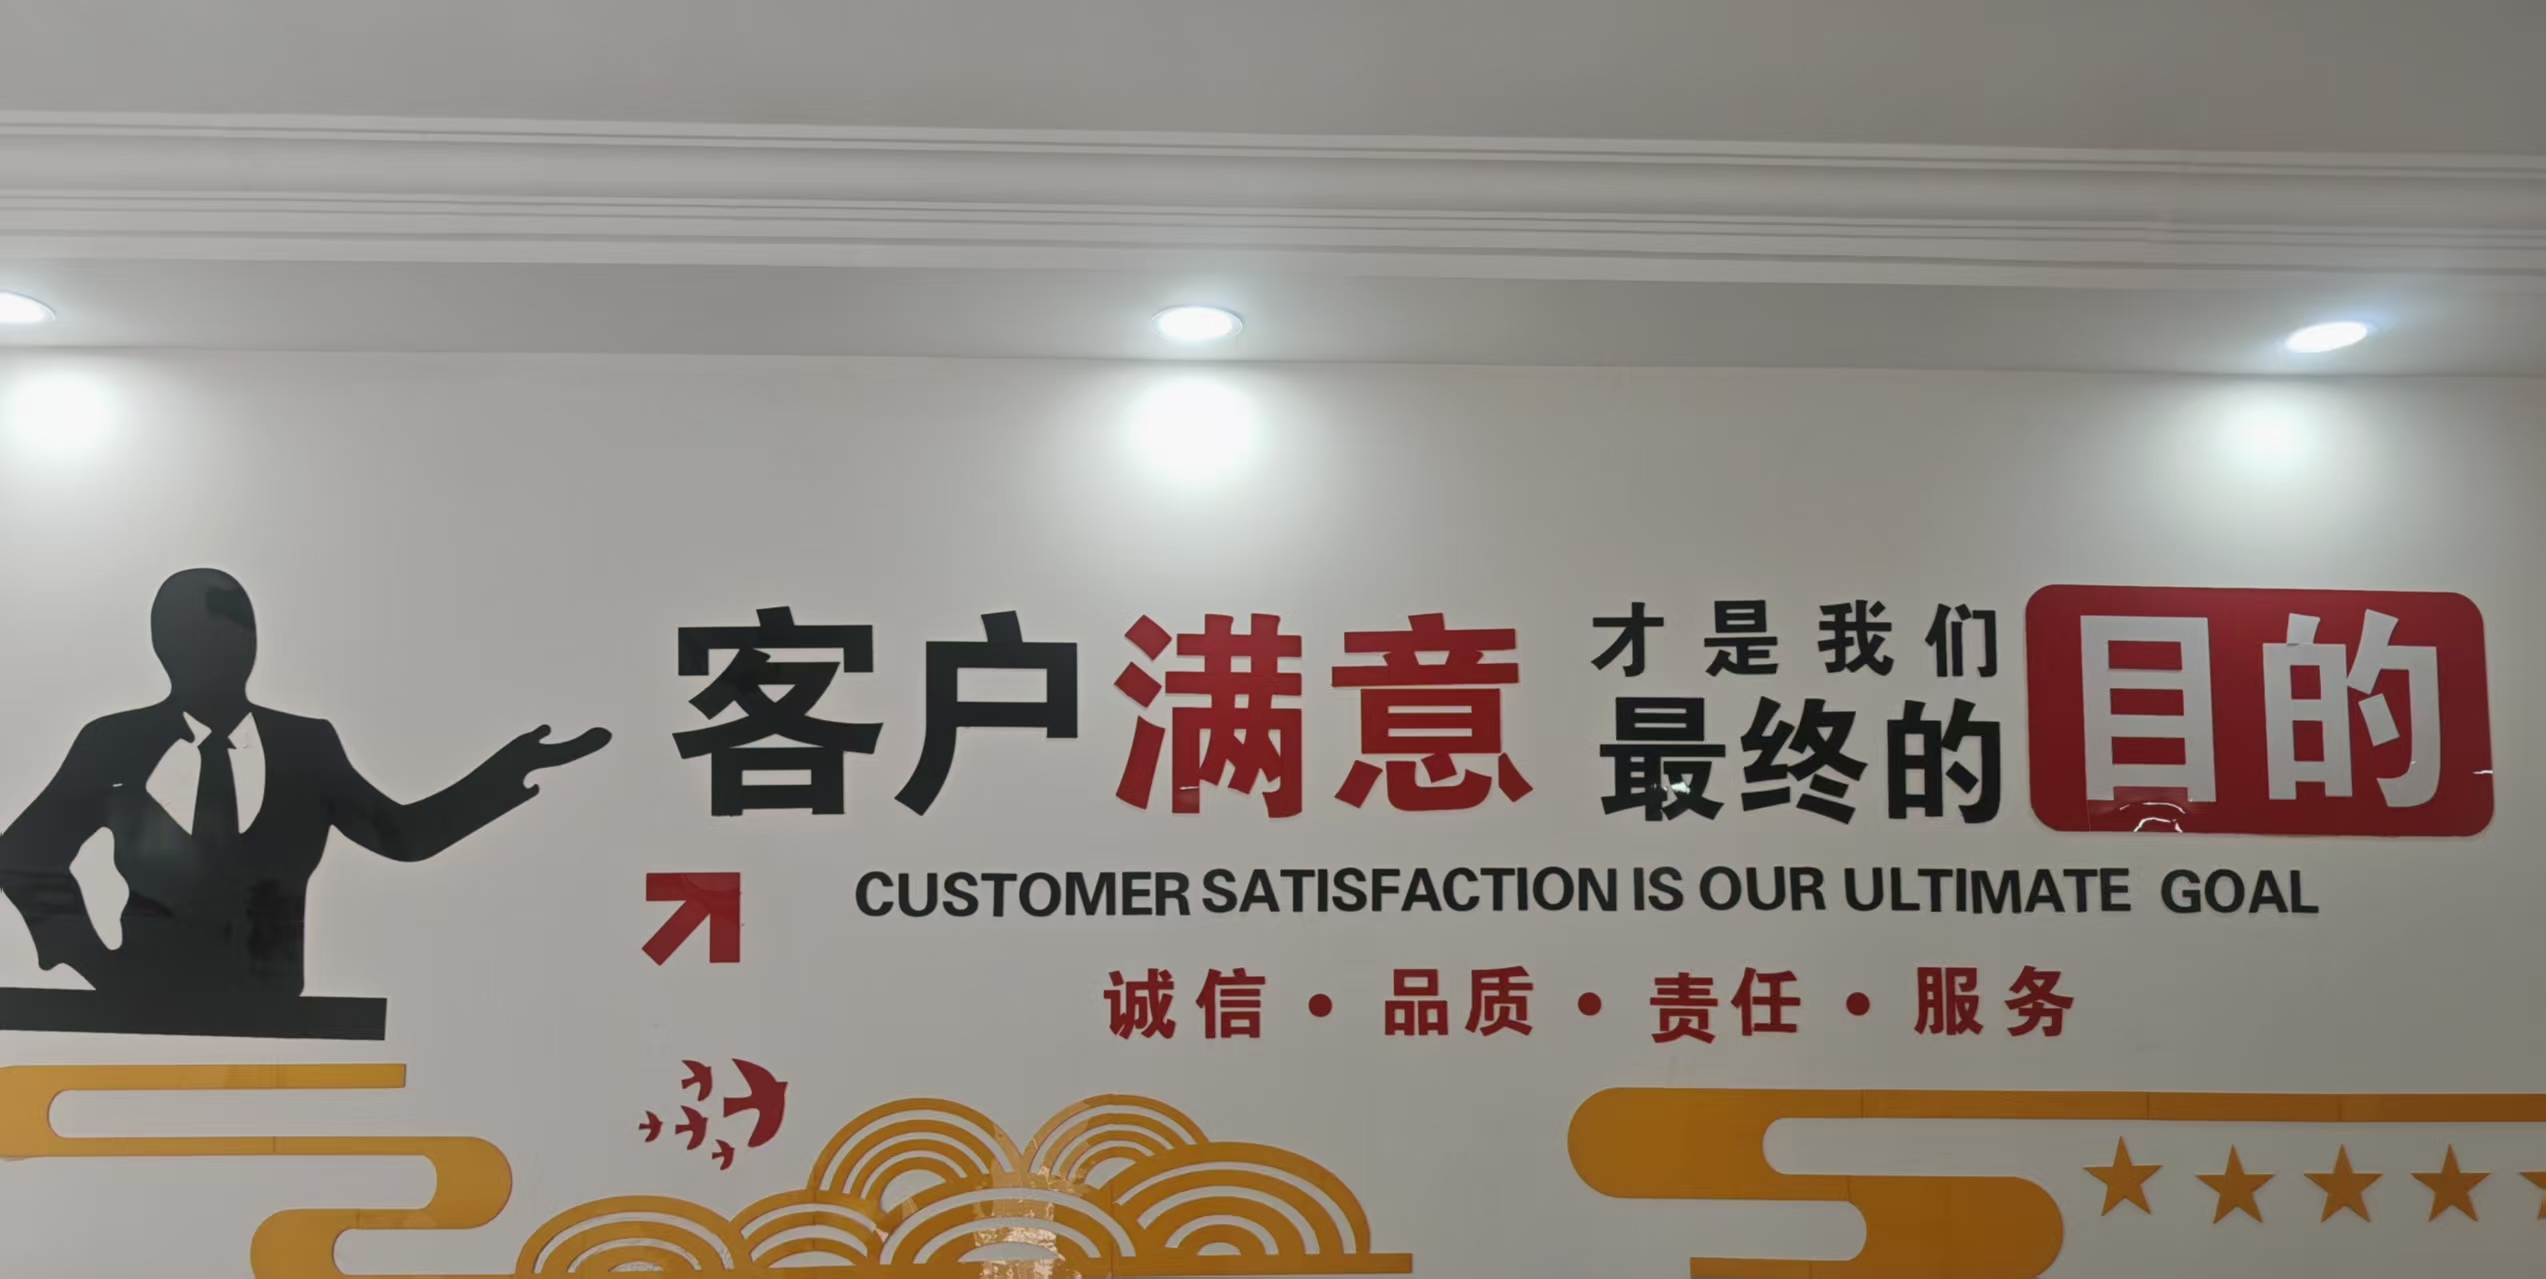 客户满意 才是我们
最终的 目的
CUSTOMER SATISFACTION IS OUR ULTIMATE GOAL
诚信·品质·责任·服务